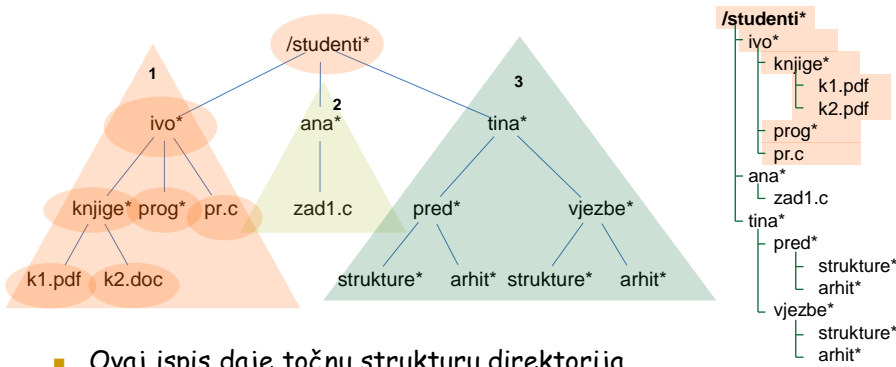 /studenti*
1
2
3
ivo*
ana*
tina*
knjige*
prog*
pr.c
zad1.c
pred*
vjezbe*
k1.pdf
k2.doc
strukture*
arhit*
strukture*
arhit*
/studenti*
ivo*
knjige*
k1.pdf
k2.pdf
prog*
pr.c
ana*
zad1.c
tina*
pred*
strukture*
arhit*
vjezbe*
strukture*
arhit*
Ovaj ispis daje točnu strukturu direktorija